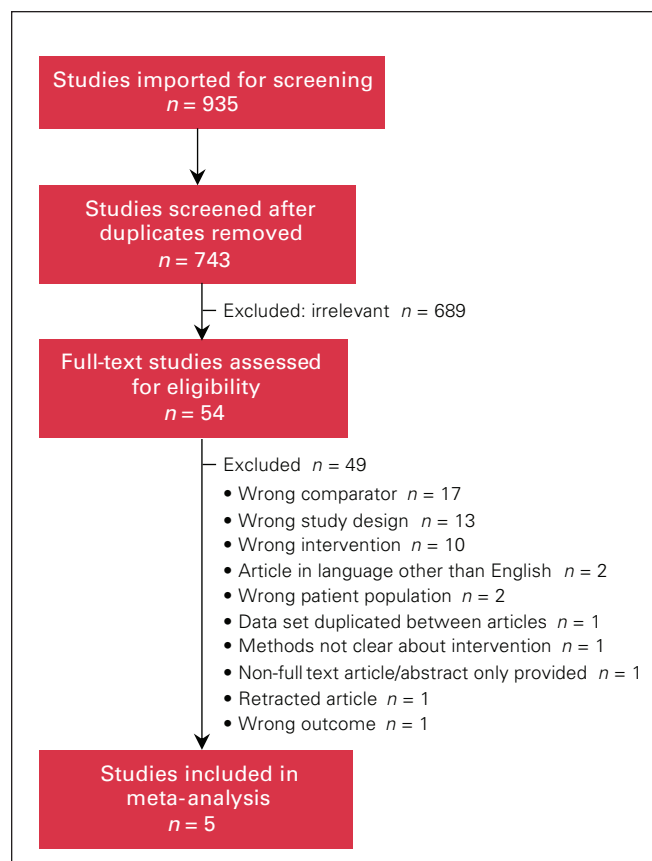 Studies imported for screening
n = 935
Studies screened after
duplicates removed
n = 743
Excluded: irrelevant n = 689
Full-text studies assessed
for eligibility
n = 54
Excluded n = 49
• Wrong comparator n = 17
• Wrong study design n = 13
• Wrong intervention n = 10
• Article in language other than English n = 2
• Wrong patient population n = 2
• Data set duplicated between articles n = 1
• Methods not clear about intervention n = 1
• Non-full text article/abstract only provided n = 1
• Retracted article n = 1
• Wrong outcome n = 1
Studies included in
meta-analysis
n = 5